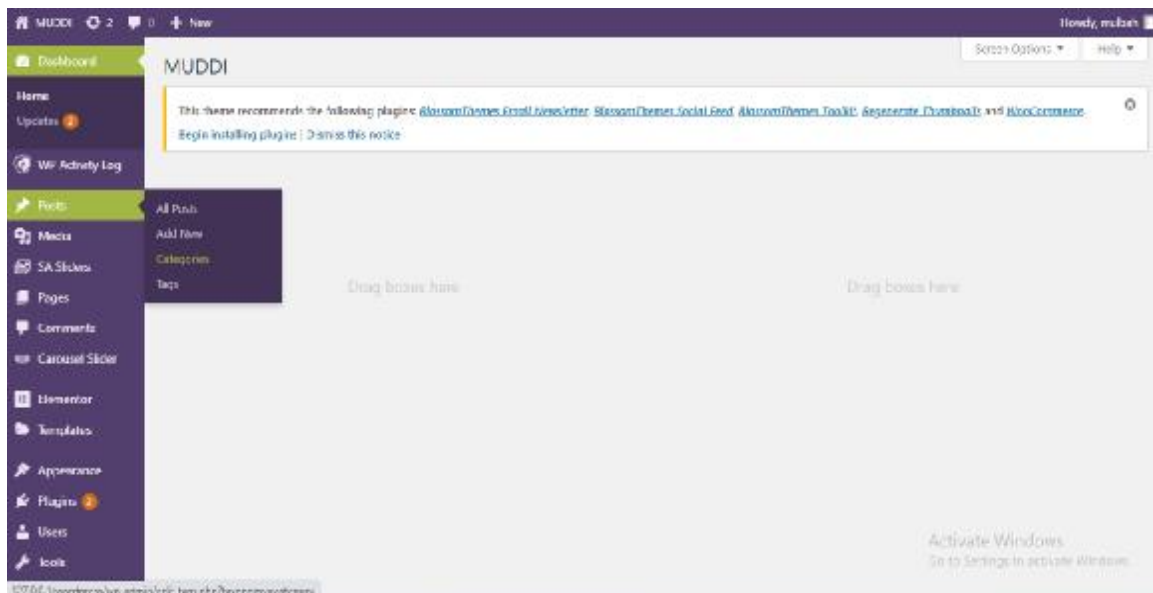 MUDDI 2 0 + New
Howdy, mulbah
Screen Options Help
Dashboard
MUDDI
Home
Updates 2
This theme recommends the following plugins: BlossomThemes Email Newsletter, BlossomThemes Social Feed, BlossomThemes Toolkit, Regenerate Thumbnails and WooCommerce.
Begin installing plugins | Dismiss this notice
WP Activity Log
Posts
All Posts
Add New
Categories
Tags
Media
SA Sliders
Pages
Comments
Carousel Slider
Elementor
Templates
Appearance
Plugins 2
Users
Tools
Drag boxes here
Drag boxes here
Activate Windows
Go to Settings to activate Windows.